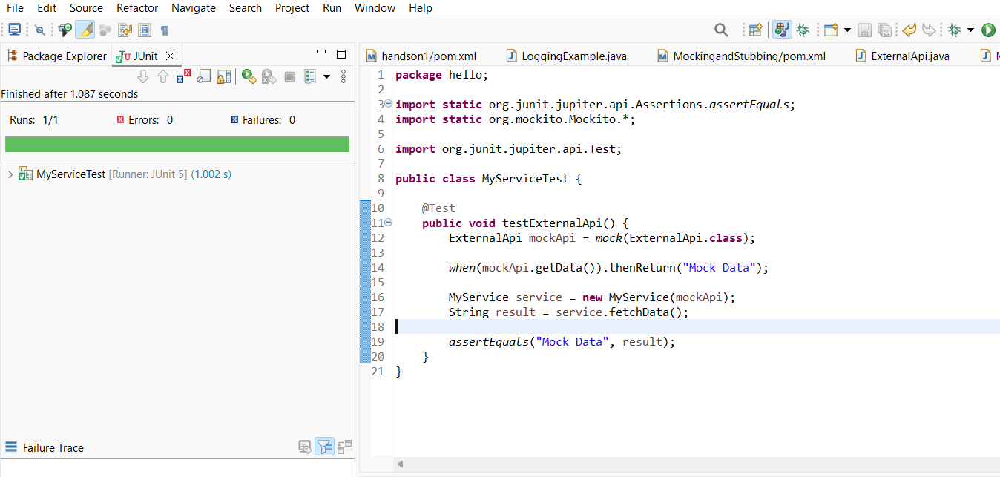 File Edit Source Refactor Navigate Search Project Run Window Help
Package Explorer JUnit
Finished after 1.087 seconds
Runs: 1/1 Errors: 0 Failures: 0
MyServiceTest [Runner: JUnit 5] (1.002 s)
Failure Trace
handson1/pom.xml LoggingExample.java MockingandStubbing/pom.xml ExternalApi.java
1 package hello;
2
3 import static org.junit.jupiter.api.Assertions.assertEquals;
4 import static org.mockito.Mockito.*;
5
6 import org.junit.jupiter.api.Test;
7
8 public class MyServiceTest {
9
10 @Test
11 public void testExternalApi() {
12 ExternalApi mockApi = mock(ExternalApi.class);
13
14 when(mockApi.getData()).thenReturn("Mock Data");
15
16 MyService service = new MyService(mockApi);
17 String result = service.fetchData();
18
19 assertEquals("Mock Data", result);
20 }
21 }